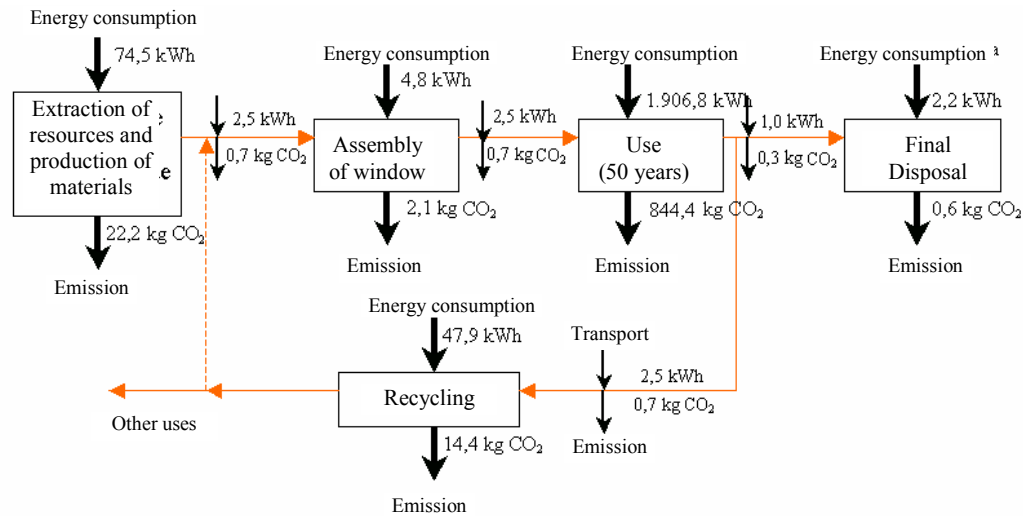 Energy consumption
74,5 kWh
Extraction of
resources and
production of
materials
22,2 kg CO₂
Emission
2,5 kWh
0,7 kg CO₂
Energy consumption
4,8 kWh
Assembly
of window
2,1 kg CO₂
Emission
2,5 kWh
0,7 kg CO₂
Energy consumption
1.906,8 kWh
Use
(50 years)
844,4 kg CO₂
Emission
1,0 kWh
0,3 kg CO₂
Energy consumption a
2,2 kWh
Final
Disposal
0,6 kg CO₂
Emission
Energy consumption
47,9 kWh
Recycling
14,4 kg CO₂
Emission
Transport
2,5 kWh
0,7 kg CO₂
Emission
Other uses